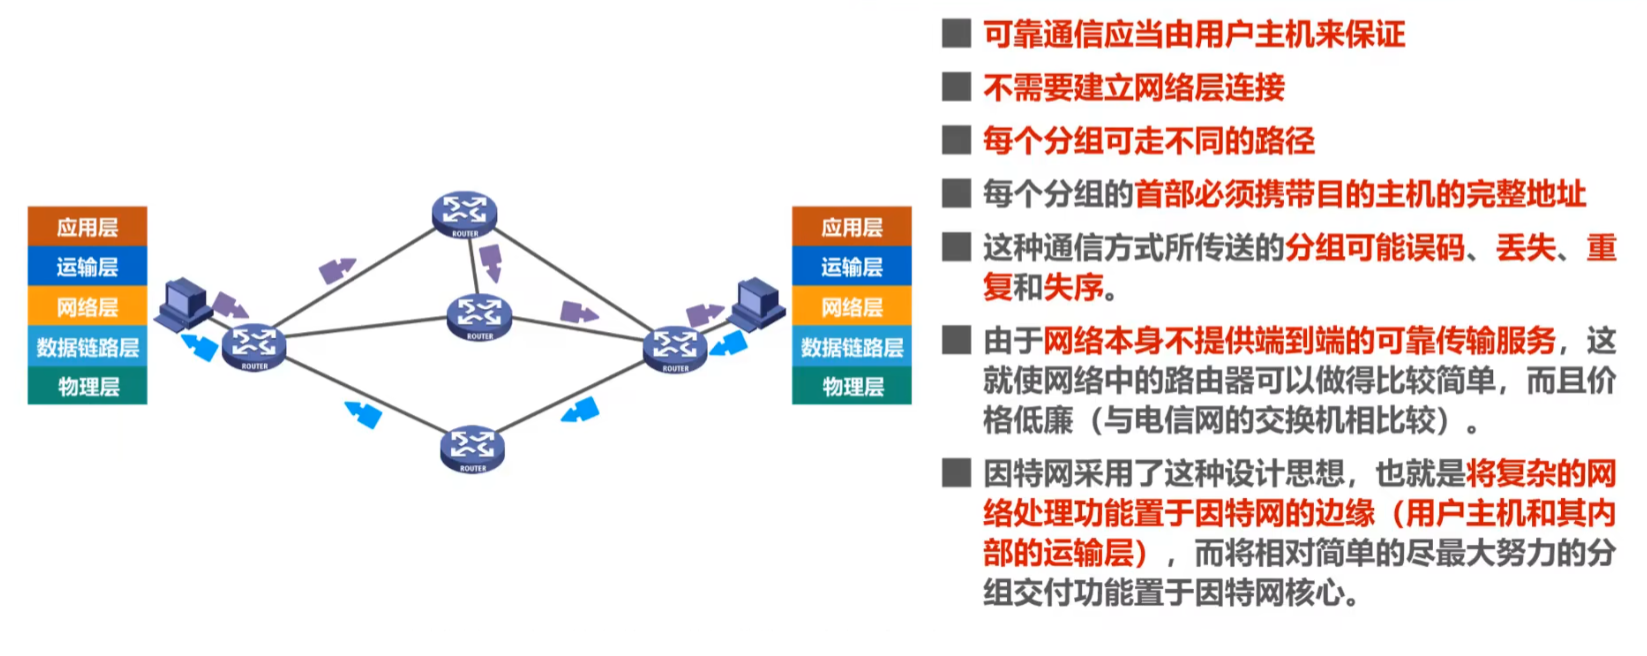 应用层
运输层
网络层
数据链路层
物理层
ROUTER
ROUTER
ROUTER
ROUTER
ROUTER
应用层
运输层
网络层
数据链路层
物理层
可靠通信应当由用户主机来保证
不需要建立网络层连接
每个分组可走不同的路径
每个分组的首部必须携带目的主机的完整地址
这种通信方式所传送的分组可能误码、丢失、重
复和失序。
由于网络本身不提供端到端的可靠传输服务，这
就使网络中的路由器可以做得比较简单，而且价
格低廉（与电信网的交换机相比较）。
因特网采用了这种设计思想，也就是将复杂的网
络处理功能置于因特网的边缘（用户主机和其内
部的运输层），而将相对简单的尽最大努力的分
组交付功能置于因特网核心。